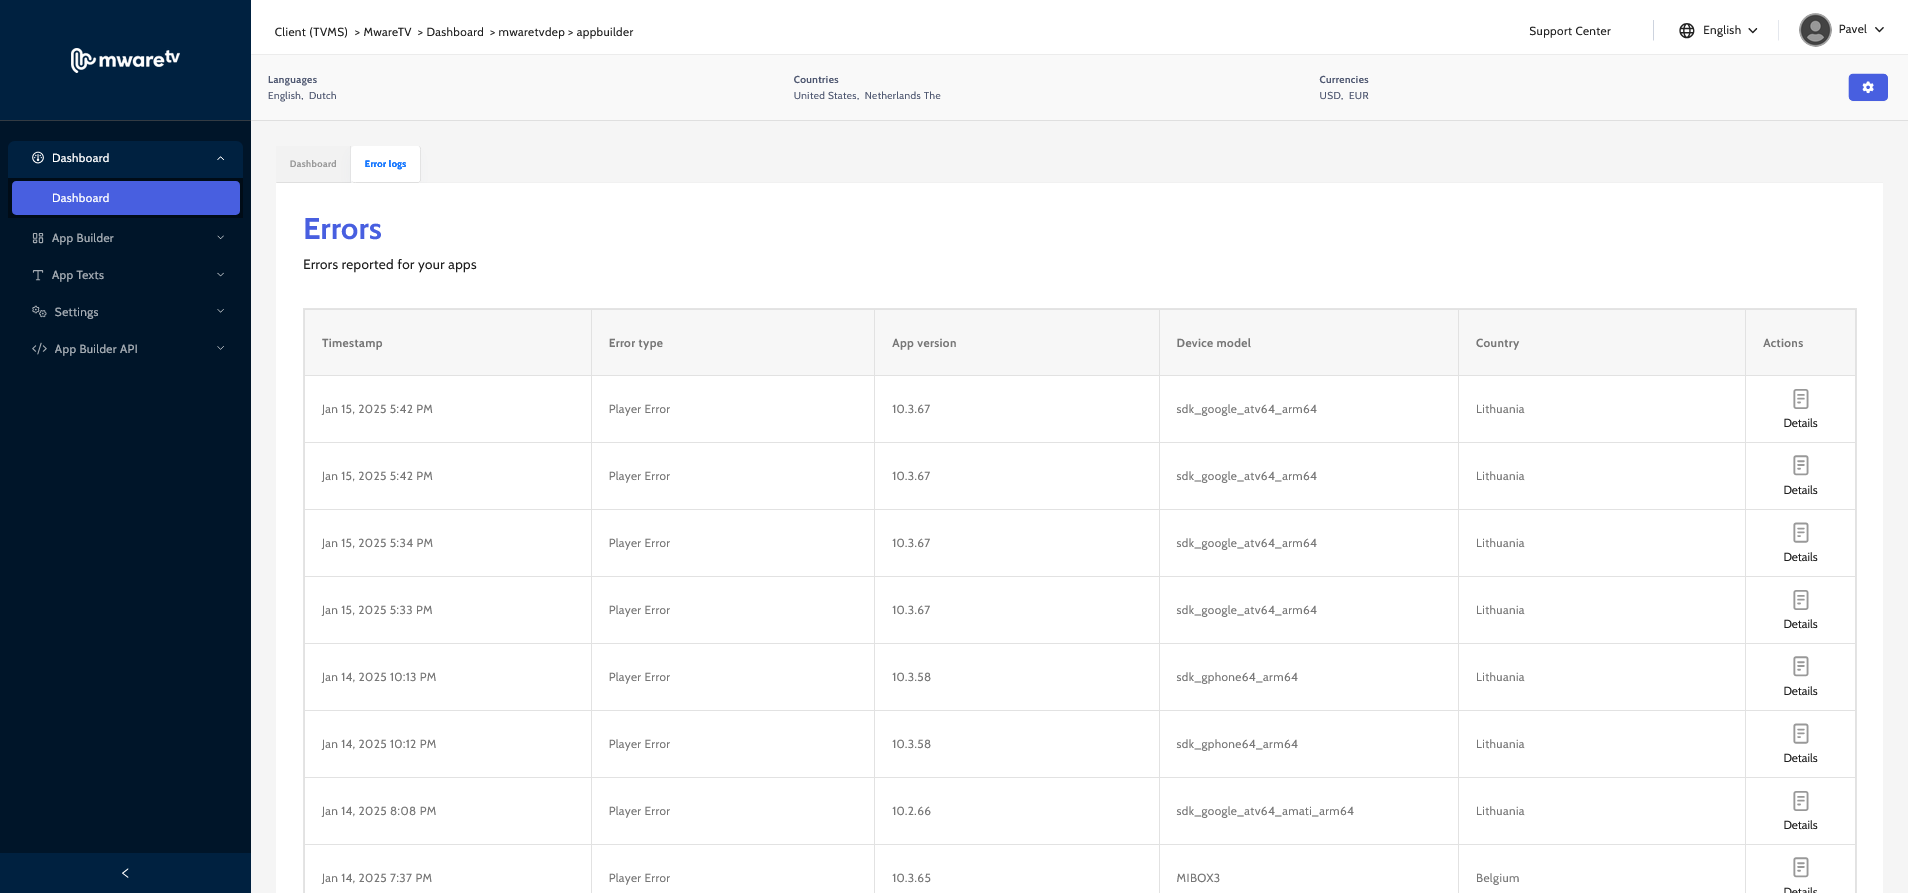 mwaretv
Client (TVMS) > MwareTV > Dashboard > mwaretvdep > appbuilder
Support Center
English
Pavel
Languages
English, Dutch
Countries
United States, Netherlands The
Currencies
USD, EUR
Dashboard
Dashboard
App Builder
App Texts
Settings
App Builder API
Dashboard
Error logs
Errors
Errors reported for your apps
Timestamp Error type App version Device model Country Actions
Jan 15, 2025 5:42 PM Player Error 10.3.67 sdk_google_atv64_arm64 Lithuania Details
Jan 15, 2025 5:42 PM Player Error 10.3.67 sdk_google_atv64_arm64 Lithuania Details
Jan 15, 2025 5:34 PM Player Error 10.3.67 sdk_google_atv64_arm64 Lithuania Details
Jan 15, 2025 5:33 PM Player Error 10.3.67 sdk_google_atv64_arm64 Lithuania Details
Jan 14, 2025 10:13 PM Player Error 10.3.58 sdk_gphone64_arm64 Lithuania Details
Jan 14, 2025 10:12 PM Player Error 10.3.58 sdk_gphone64_arm64 Lithuania Details
Jan 14, 2025 8:08 PM Player Error 10.2.66 sdk_google_atv64_amati_arm64 Lithuania Details
Jan 14, 2025 7:37 PM Player Error 10.3.65 MIBOX3 Belgium Details